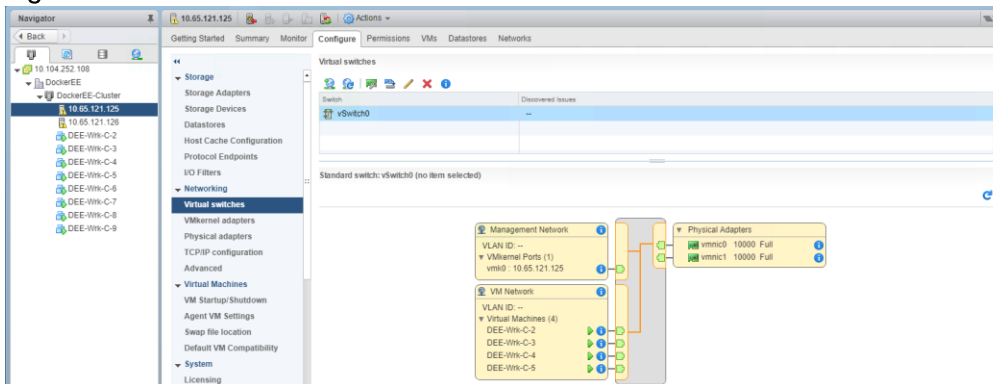 Navigator
Back
10.104.252.108
DockerEE
DockerEE-Cluster
10.65.121.125
10.65.121.126
DEE-Wrk-C-2
DEE-Wrk-C-3
DEE-Wrk-C-4
DEE-Wrk-C-5
DEE-Wrk-C-6
DEE-Wrk-C-7
DEE-Wrk-C-8
DEE-Wrk-C-9
10.65.121.125 Actions
Getting Started Summary Monitor Configure Permissions VMs Datastores Networks
Storage
Storage Adapters
Storage Devices
Datastores
Host Cache Configuration
Protocol Endpoints
I/O Filters
Networking
Virtual switches
VMkernel adapters
Physical adapters
TCP/IP configuration
Advanced
Virtual Machines
VM Startup/Shutdown
Agent VM Settings
Swap file location
Default VM Compatibility
System
Licensing
Virtual switches
Switch Discovered Issues
vSwitch0 --
Standard switch: vSwitch0 (no item selected)
Management Network
VLAN ID: --
VMkernel Ports (1)
vmk0 : 10.65.121.125
VM Network
VLAN ID: --
Virtual Machines (4)
DEE-Wrk-C-2
DEE-Wrk-C-3
DEE-Wrk-C-4
DEE-Wrk-C-5
Physical Adapters
vmnic0 10000 Full
vmnic1 10000 Full